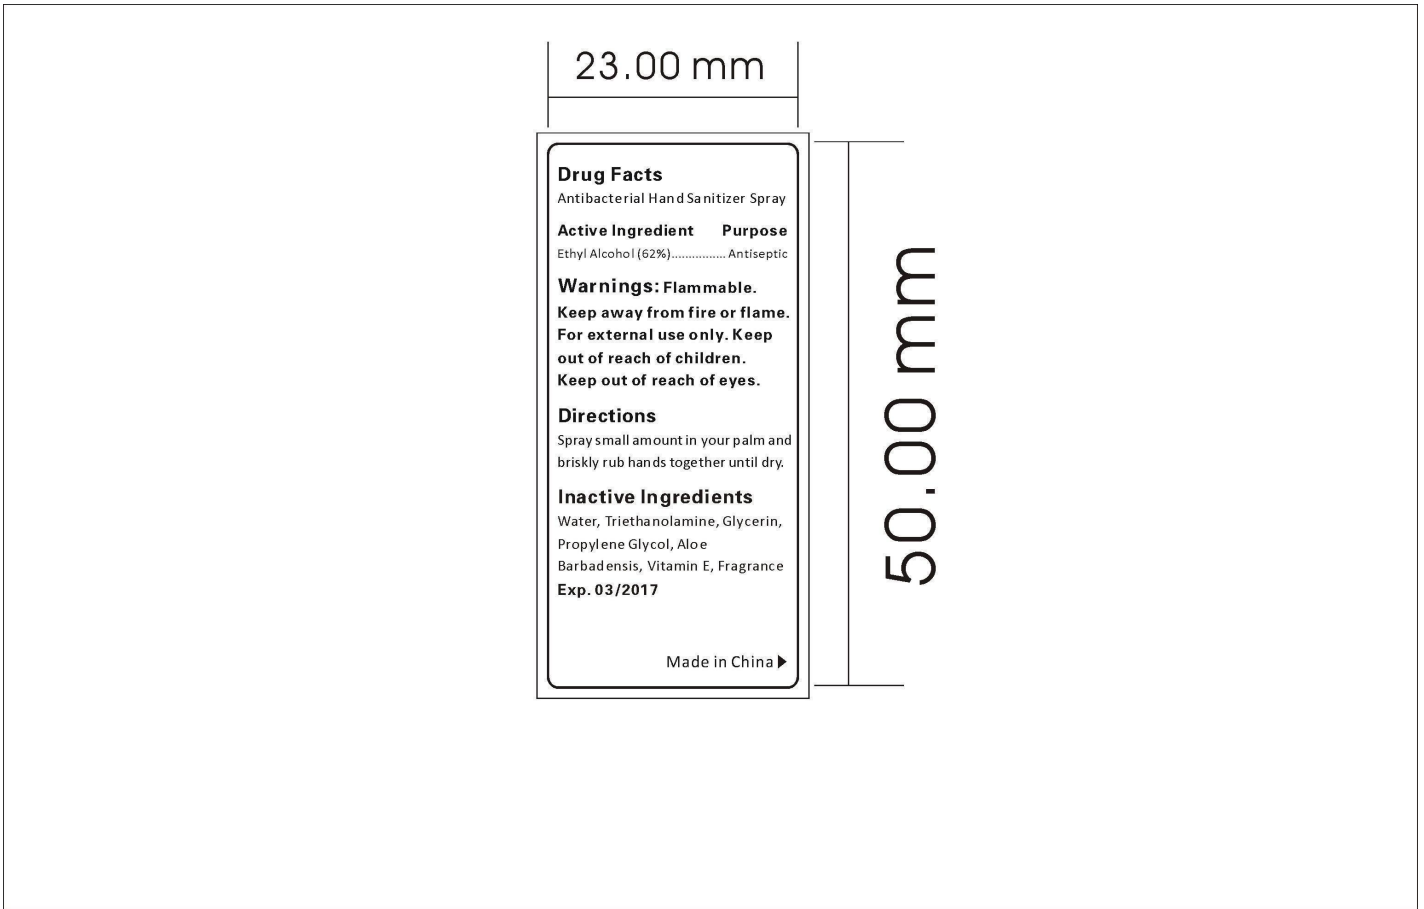 23.00 mm
Drug Facts
Antibacterial Hand Sanitizer Spray
Active Ingredient Purpose
Ethyl Alcohol (62%)................ Antiseptic
Warnings: Flammable.
Keep away from fire or flame.
For external use only. Keep
out of reach of children.
Keep out of reach of eyes.
Directions
Spray small amount in your palm and
briskly rub hands together until dry.
Inactive Ingredients
Water, Triethanolamine, Glycerin,
Propylene Glycol, Aloe
Barbadensis, Vitamin E, Fragrance
Exp. 03/2017
Made in China
50.00 mm